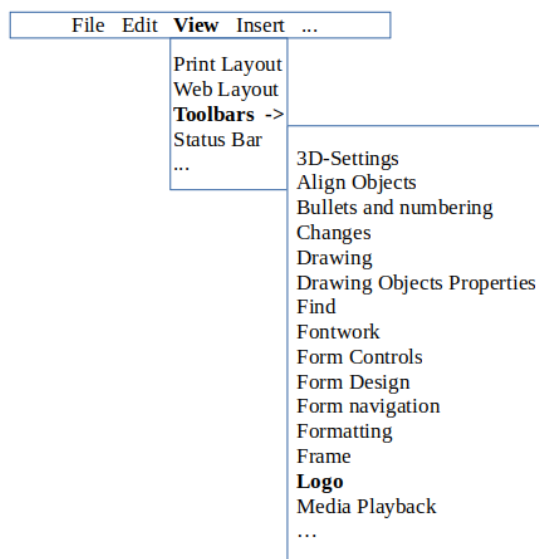 File Edit View Insert ...
Print Layout
Web Layout
Toolbars ->
Status Bar
...
3D-Settings
Align Objects
Bullets and numbering
Changes
Drawing
Drawing Objects Properties
Find
Fontwork
Form Controls
Form Design
Form navigation
Formatting
Frame
Logo
Media Playback
...